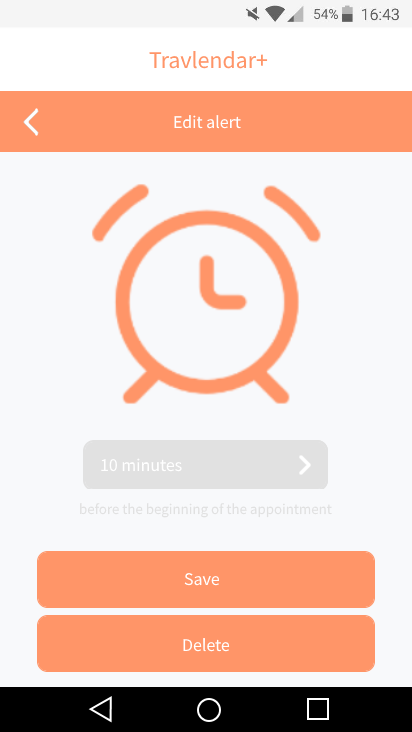 54% 16:43
Travlendar+
Edit alert
10 minutes
before the beginning of the appointment
Save
Delete